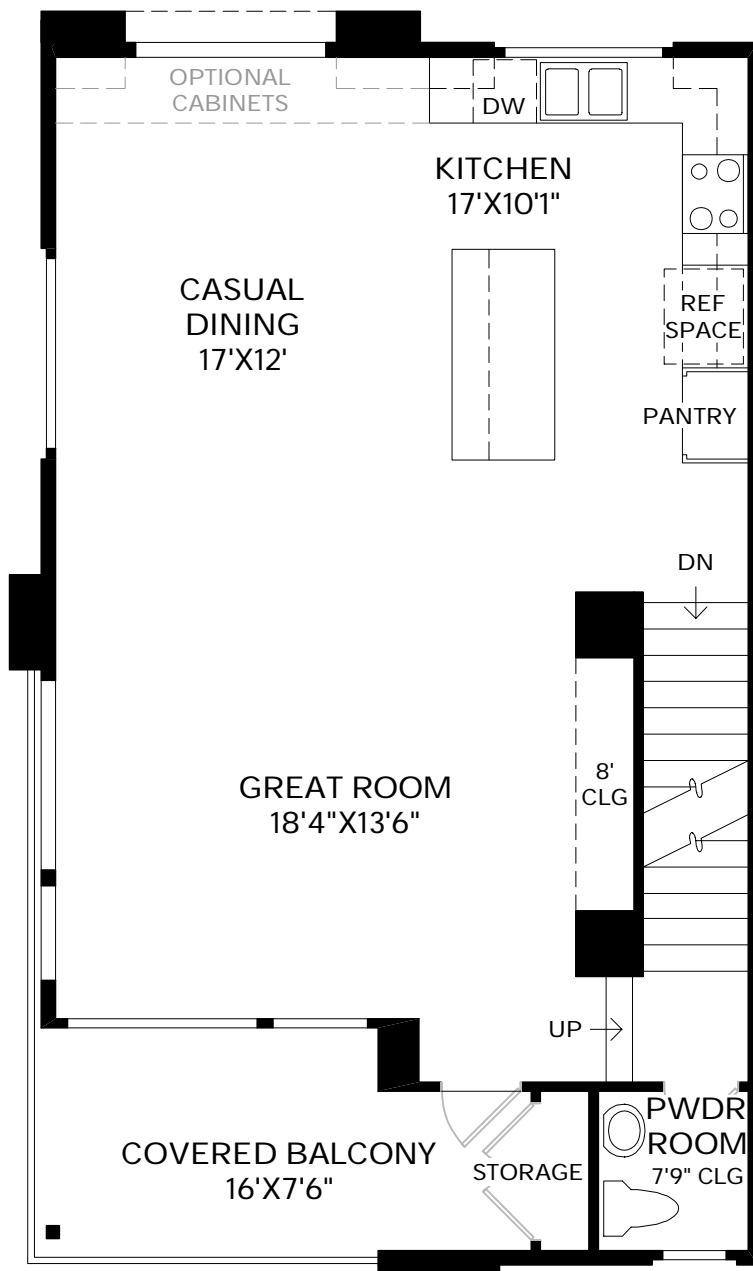 OPTIONAL
CABINETS
DW
KITCHEN
17'X10'1"
CASUAL
DINING
17'X12'
REF
SPACE
PANTRY
DN
GREAT ROOM
18'4"X13'6"
8'
CLG
UP
COVERED BALCONY
16'X7'6"
STORAGE
PWDR
ROOM
7'9" CLG